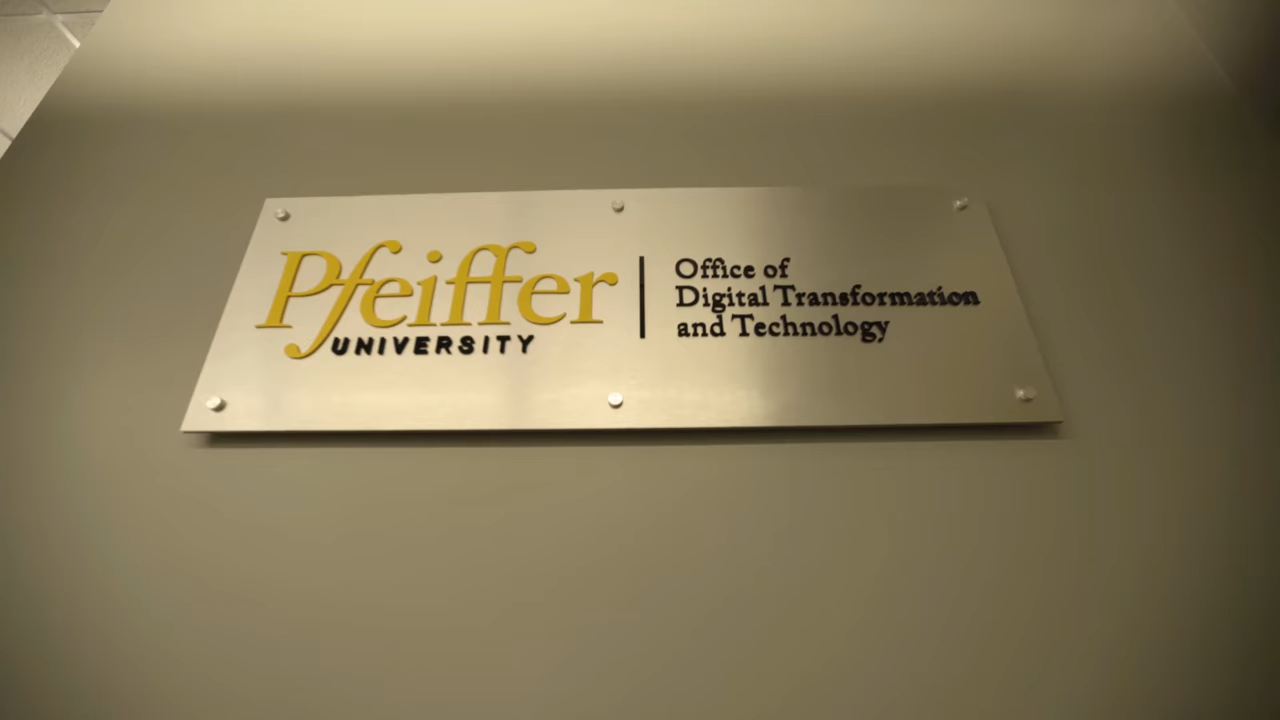 Pfeiffer
UNIVERSITY
Office of
Digital Transformation
and Technology